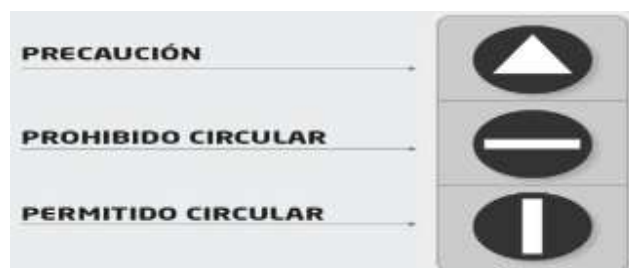 PRECAUCIÓN
PROHIBIDO CIRCULAR
PERMITIDO CIRCULAR